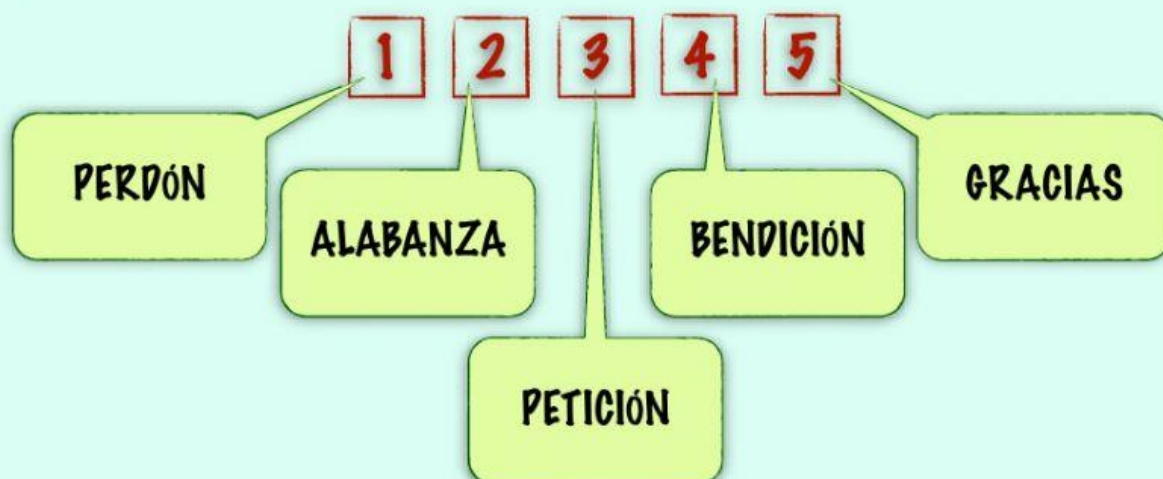 1 2 3 4 5
PERDÓN
ALABANZA
PETICIÓN
BENDICIÓN
GRACIAS